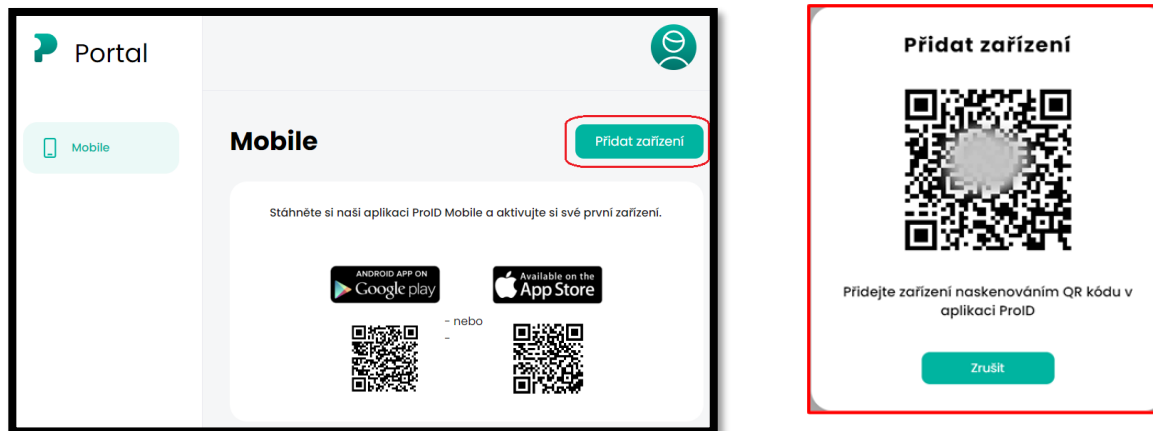 Portal
Mobile
Mobile
Přidat zařízení
Stáhněte si naši aplikaci ProID Mobile a aktivujte si své první zařízení.
ANDROID APP ON
Google play
Available on the
App Store
- nebo
-
Přidat zařízení
Přidejte zařízení naskenováním QR kódu v
aplikaci ProID
Zrušit